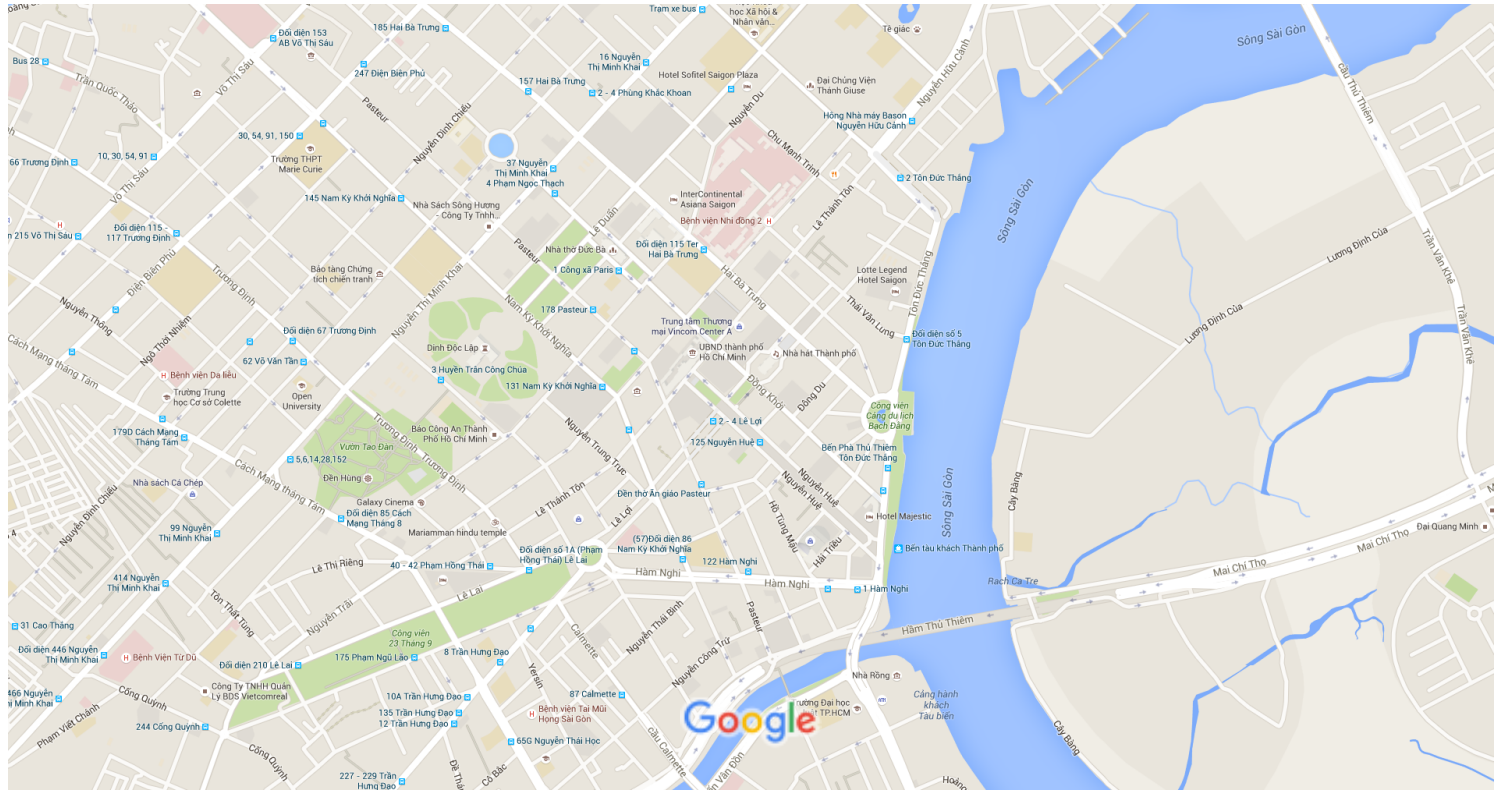 Trạm xe bus
học Xã hội &
Nhân văn...
Tê giác
Sông Sài Gòn
185 Hai Bà Trưng
Đối diện 153
AB Võ Thị Sáu
Bus 28
Trần Quốc Thảo
Võ Thị Sáu
247 Điện Biên Phủ
16 Nguyễn
Thị Minh Khai
157 Hai Bà Trưng
2 - 4 Phùng Khắc Khoan
Hotel Sofitel Saigon Plaza
Đại Chủng Viện
Thánh Giuse
Nguyễn Hữu Cảnh
cầu Thủ Thiêm
Pasteur
Nguyễn Đình Chiểu
Nguyễn Du
Chu Mạnh Trinh
Hông Nhà máy Bason
Nguyễn Hữu Cảnh
30, 54, 91, 150
Trường THPT
Marie Curie
10, 30, 54, 91
66 Trương Định
Võ Thị Sáu
37 Nguyễn
Thị Minh Khai
4 Phạm Ngọc Thạch
2 Tôn Đức Thắng
145 Nam Kỳ Khởi Nghĩa
Nhà Sách Sông Hương
- Công Ty Tnhh...
InterContinental
Asiana Saigon
Bệnh viện Nhi đồng 2
Lê Thánh Tôn
Sông Sài Gòn
Trần Văn Khê
215 Võ Thị Sáu
Đối diện 115 -
117 Trương Định
Điện Biên Phủ
Trương Định
Pasteur
Lê Duẩn
Nhà thờ Đức Bà
Đối diện 115 Ter
Hai Bà Trưng
1 Công xã Paris
Hai Bà Trưng
Lotte Legend
Hotel Saigon
Tôn Đức Thắng
Lương Định Của
Bảo tàng Chứng
tích chiến tranh
Nguyễn Thị Minh Khai
Nam Kỳ Khởi Nghĩa
178 Pasteur
Thái Văn Lung
Lương Định Của
Nguyễn Thông
Ngô Thời Nhiệm
Đối diện 67 Trương Định
Trung tâm Thương
mại Vincom Center A
Đối diện số 5
Tôn Đức Thắng
Trần Văn Khê
Cách Mạng tháng Tám
62 Võ Văn Tần
Dinh Độc Lập
UBND thành phố
Hồ Chí Minh
Nhà hát Thành phố
Bệnh viện Da liễu
3 Huyền Trân Công Chúa
131 Nam Kỳ Khởi Nghĩa
Đồng Khởi
Đông Du
Trường Trung
học Cơ sở Colette
Open
University
Công viên
Cảng du lịch
Bạch Đằng
179D Cách Mạng
Tháng Tám
Trương Định
Trương Định
Báo Công An Thành
Phố Hồ Chí Minh
Nguyễn Trung Trực
2 - 4 Lê Lợi
125 Nguyễn Huệ
Bến Phà Thủ Thiêm
Tôn Đức Thắng
Vườn Tao Đàn
5,6,14,28,152
Cách Mạng tháng Tám
Đền Hùng
Nhà sách Cá Chép
Nguyễn Đình Chiểu
Galaxy Cinema
Đối diện 85 Cách
Mạng Tháng 8
Lê Thánh Tôn
Đền thờ Ấn giáo Pasteur
Nguyễn Huệ
Nguyễn Huệ
Sông Sài Gòn
Cây Bàng
Hotel Majestic
Hồ Tùng Mậu
Lê Lợi
99 Nguyễn
Thị Minh Khai
Mariamman hindu temple
(57)Đối diện 86
Nam Kỳ Khởi Nghĩa
Hải Triều
Bến tàu khách Thành phố
Đại Quang Minh
Mai Chí Thọ
Mai Chí Thọ
Đối diện số 1A (Phạm
Hồng Thái) Lê Lai
Lê Thị Riêng
40 - 42 Phạm Hồng Thái
122 Hàm Nghi
Hàm Nghi
Hàm Nghi
1 Hàm Nghi
Rach Ca Tre
414 Nguyễn
Thị Minh Khai
Tôn Thất Tùng
Nguyễn Trãi
Lê Lai
Nguyễn Thái Bình
Pasteur
Hầm Thủ Thiêm
31 Cao Thắng
Công viên
23 Tháng 9
Calmette
Đối diện 446 Nguyễn
Thị Minh Khai
Bệnh Viện Từ Dũ
Đối diện 210 Lê Lai
175 Phạm Ngũ Lão
8 Trần Hưng Đạo
Yersin
Nguyễn Công Trứ
Nhà Rồng
466 Nguyễn
Thị Minh Khai
Cống Quỳnh
Công Ty TNHH Quản
Lý BDS Vietcomreal
10A Trần Hưng Đạo
87 Calmette
Cảng hành
khách
Tàu biển
Trường Đại học
TP.HCM
Google
Phạm Viết Chánh
244 Cống Quỳnh
135 Trần Hưng Đạo
12 Trần Hưng Đạo
Bệnh viện Tai Mũi
Họng Sài Gòn
65G Nguyễn Thái Học
cầu Calmette
Cống Quỳnh
Cô Bắc
Đề Thám
227 - 229 Trần
Hưng Đạo
Vân Đồn
Cây Bàng